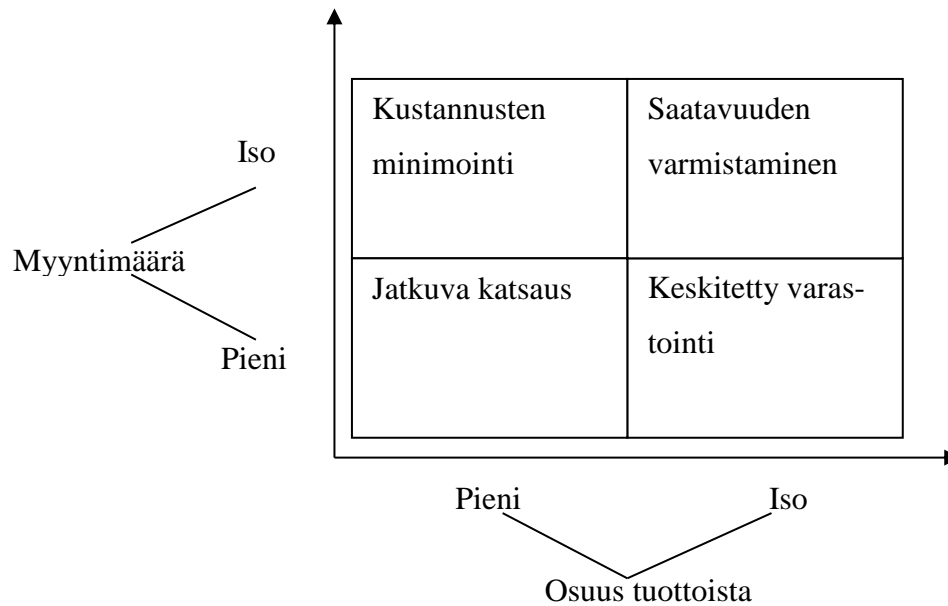 Kustannusten
minimointi
Saatavuuden
varmistaminen
Iso
Myyntimäärä
Jatkuva katsaus
Keskitetty varas-
tointi
Pieni
Pieni
Iso
Osuus tuottoista